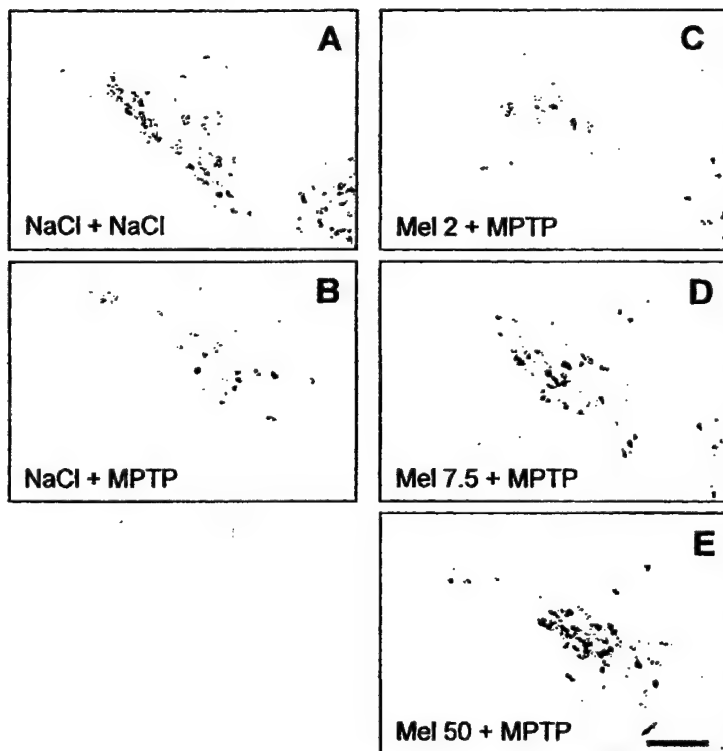 A
NaCl + NaCl
B
NaCl + MPTP
C
Mel 2 + MPTP
D
Mel 7.5 + MPTP
E
Mel 50 + MPTP